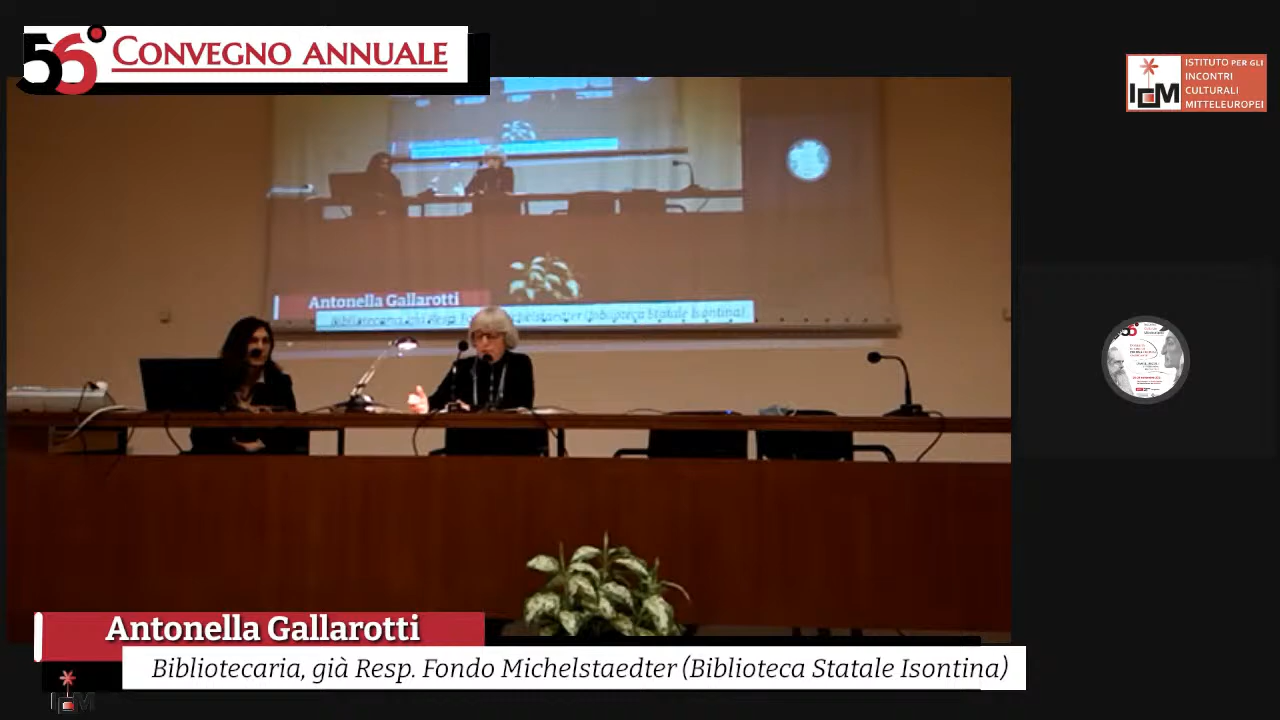 56° CONVEGNO ANNUALE
ISTITUTO PER GLI
INCONTRI
CULTURALI
MITTELEUROPEI
ICM
Antonella Gallarotti
Antonella Gallarotti
Bibliotecaria, già Resp. Fondo Michelstaedter (Biblioteca Statale Isontina)
ICM